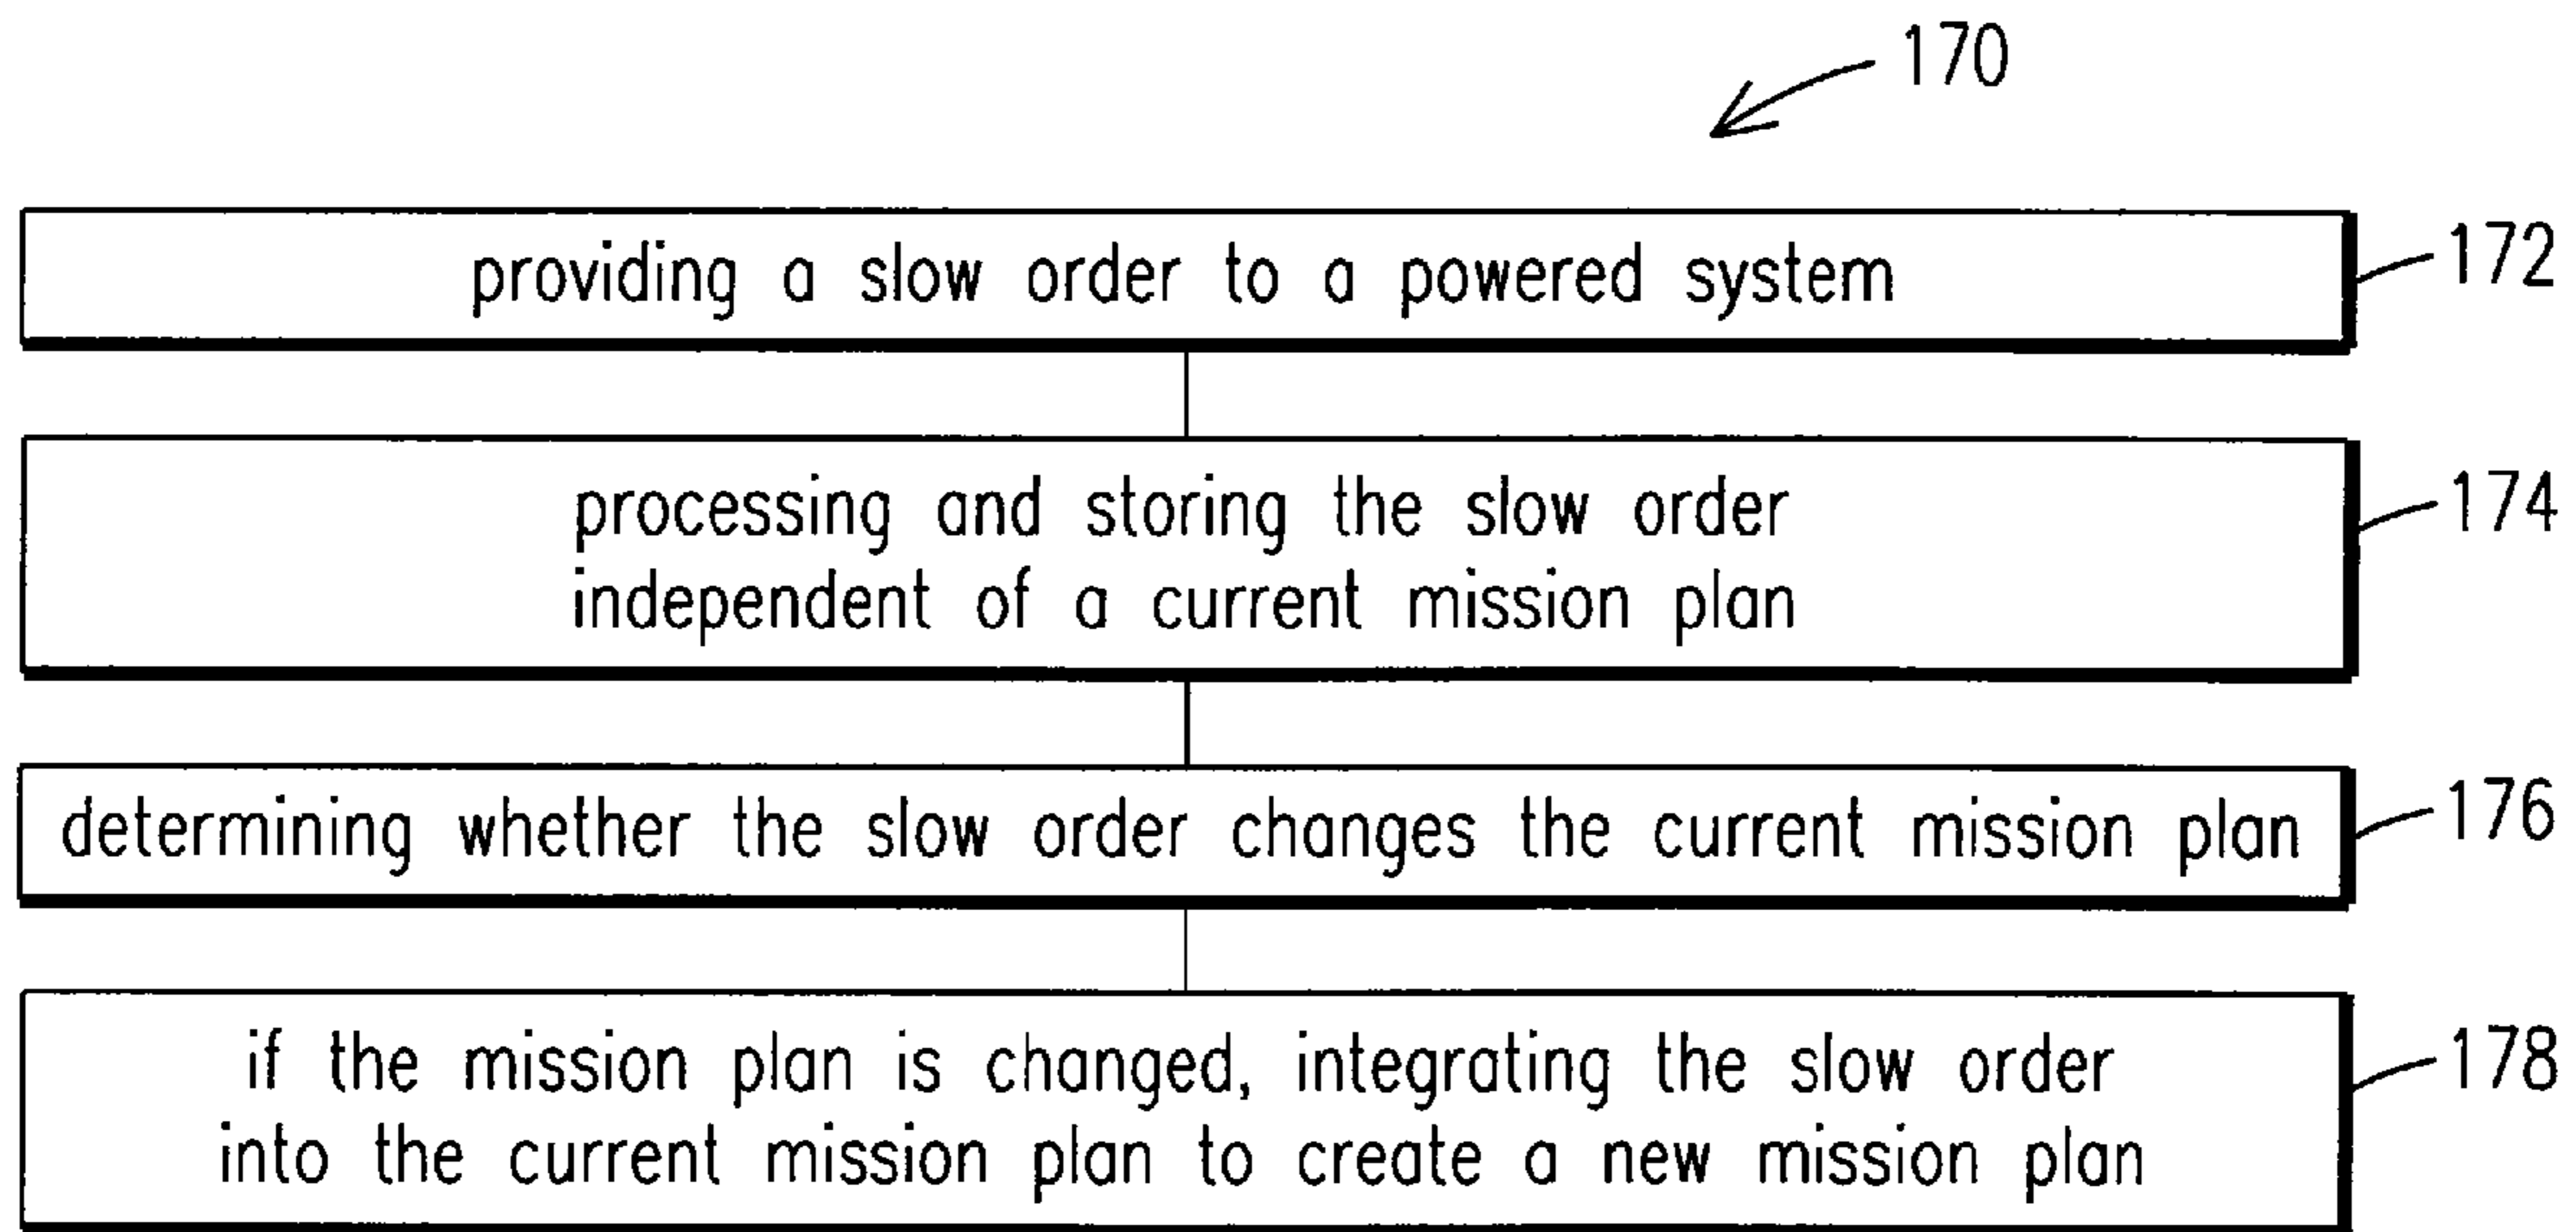 170
providing a slow order to a powered system
172
processing and storing the slow order
independent of a current mission plan
174
determining whether the slow order changes the current mission plan
176
if the mission plan is changed, integrating the slow order
into the current mission plan to create a new mission plan
178